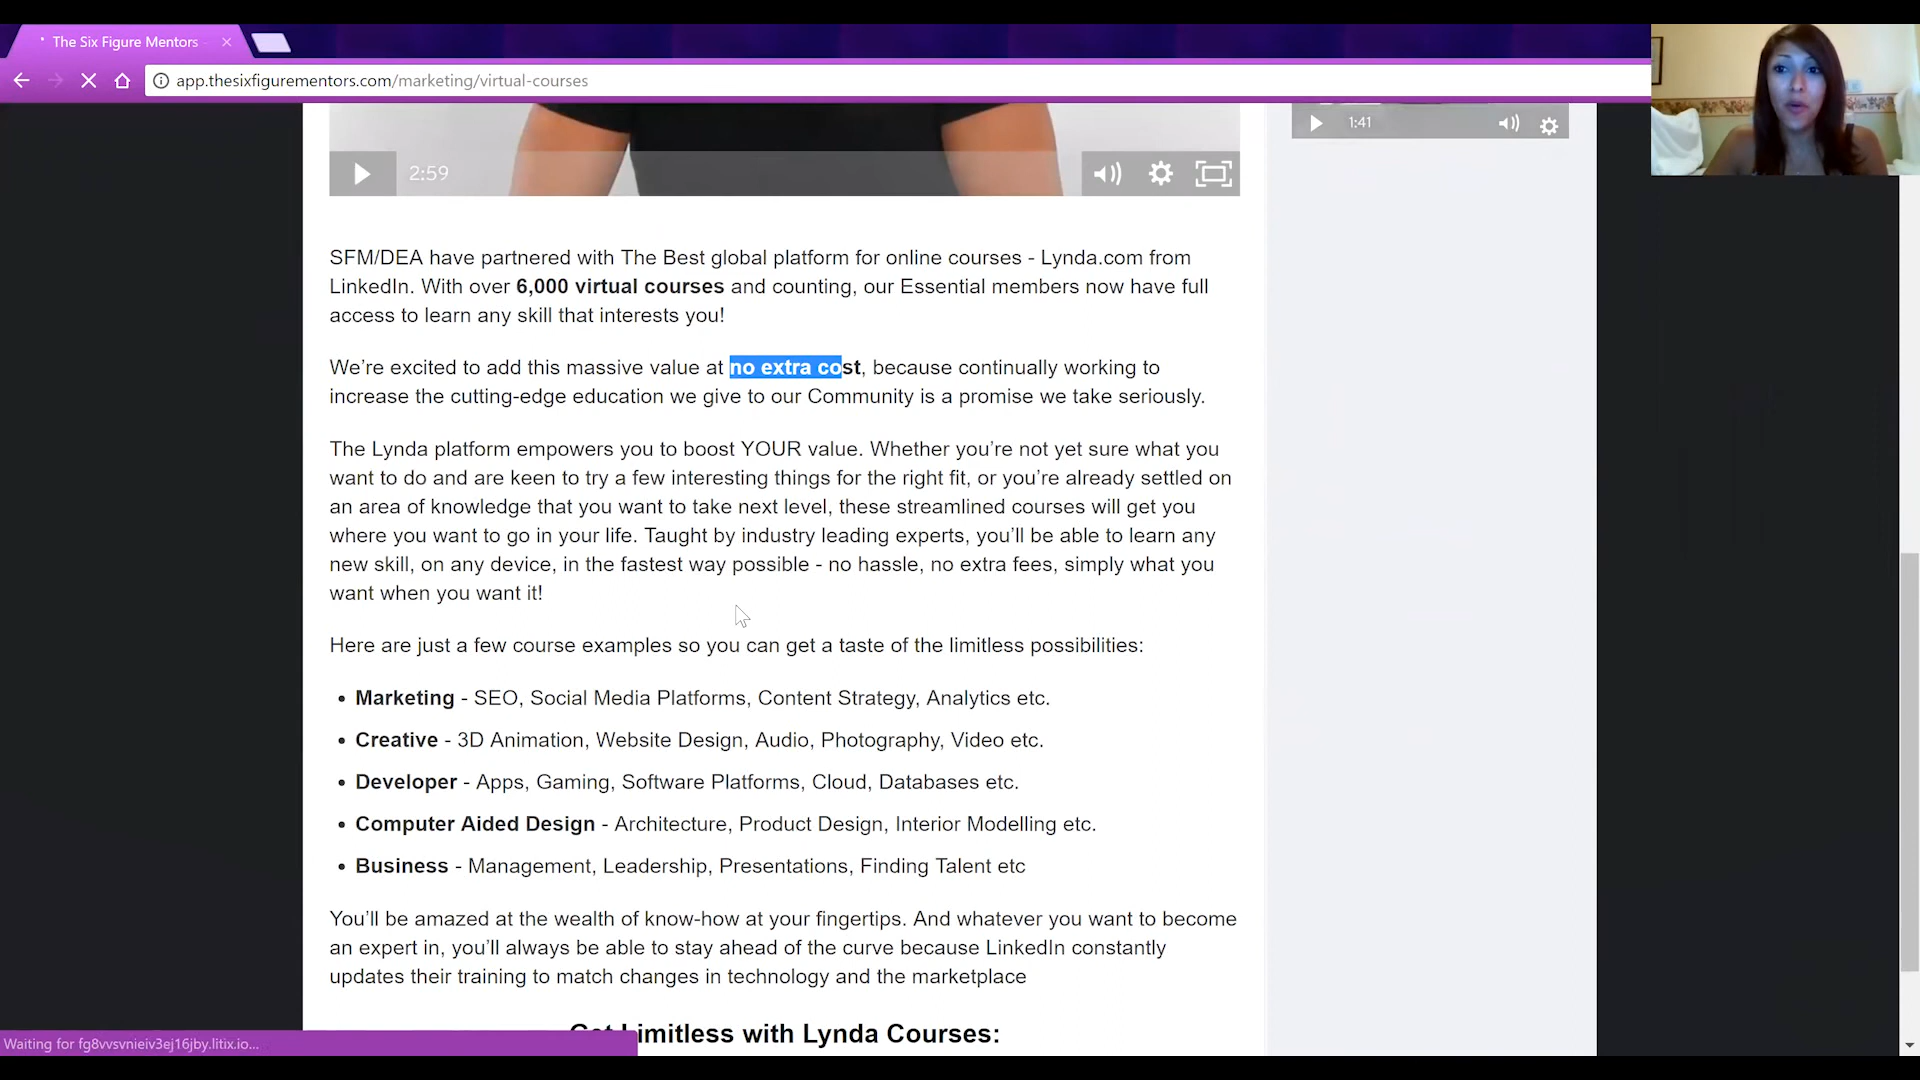 The Six Figure Mentors
app.thesixfigurementors.com/marketing/virtual-courses
2:59
1:41
SFM/DEA have partnered with The Best global platform for online courses - Lynda.com from
LinkedIn. With over 6,000 virtual courses and counting, our Essential members now have full
access to learn any skill that interests you!
We're excited to add this massive value at no extra cost, because continually working to
increase the cutting-edge education we give to our Community is a promise we take seriously.
The Lynda platform empowers you to boost YOUR value. Whether you're not yet sure what you
want to do and are keen to try a few interesting things for the right fit, or you're already settled on
an area of knowledge that you want to take next level, these streamlined courses will get you
where you want to go in your life. Taught by industry leading experts, you'll be able to learn any
new skill, on any device, in the fastest way possible - no hassle, no extra fees, simply what you
want when you want it!
Here are just a few course examples so you can get a taste of the limitless possibilities:
• Marketing - SEO, Social Media Platforms, Content Strategy, Analytics etc.
• Creative - 3D Animation, Website Design, Audio, Photography, Video etc.
• Developer - Apps, Gaming, Software Platforms, Cloud, Databases etc.
• Computer Aided Design - Architecture, Product Design, Interior Modelling etc.
• Business - Management, Leadership, Presentations, Finding Talent etc
You'll be amazed at the wealth of know-how at your fingertips. And whatever you want to become
an expert in, you'll always be able to stay ahead of the curve because LinkedIn constantly
updates their training to match changes in technology and the marketplace
Get Limitless with Lynda Courses:
Waiting for fg8vvsvnieiv3ej16jby.litix.io...